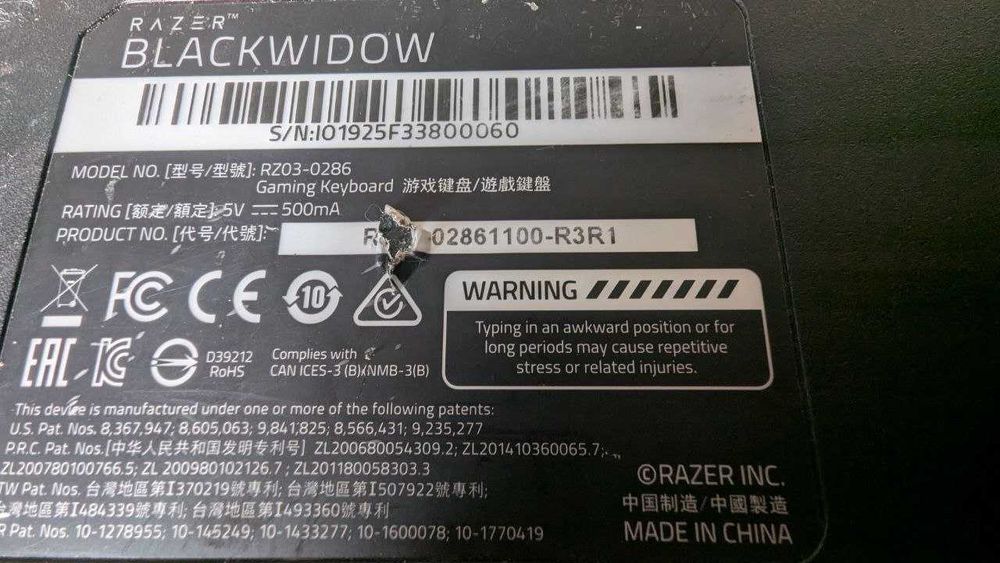 RAZER™
BLACKWIDOW
S/N:IO1925F33800060
MODEL NO. [型号/型號]: RZ03-0286
Gaming Keyboard 游戏键盘/遊戲鍵盤
RATING [额定/額定]: 5V ⎓ 500mA
PRODUCT NO. [代号/代號]: 02861100-R3R1
FC CE 10
WARNING
Typing in an awkward position or for
long periods may cause repetitive
stress or related injuries.
EAC
D39212
RoHS
Complies with
CAN ICES-3 (B)/NMB-3(B)
This device is manufactured under one or more of the following patents:
U.S. Pat. Nos. 8,367,947; 8,605,063; 9,841,825; 8,566,431; 9,235,277
P.R.C. Pat. Nos.[中华人民共和国发明专利号] ZL200680054309.2; ZL201410360065.7;
ZL200780100766.5; ZL 200980102126.7 ; ZL201180058303.3
TW Pat. Nos. 台灣地區第I370219號專利; 台灣地區第I507922號專利;
台灣地區第I484339號專利; 台灣地區第I493360號專利
R Pat. Nos. 10-1278955; 10-145249; 10-1433277; 10-1600078; 10-1770419
©RAZER INC.
中国制造/中國製造
MADE IN CHINA